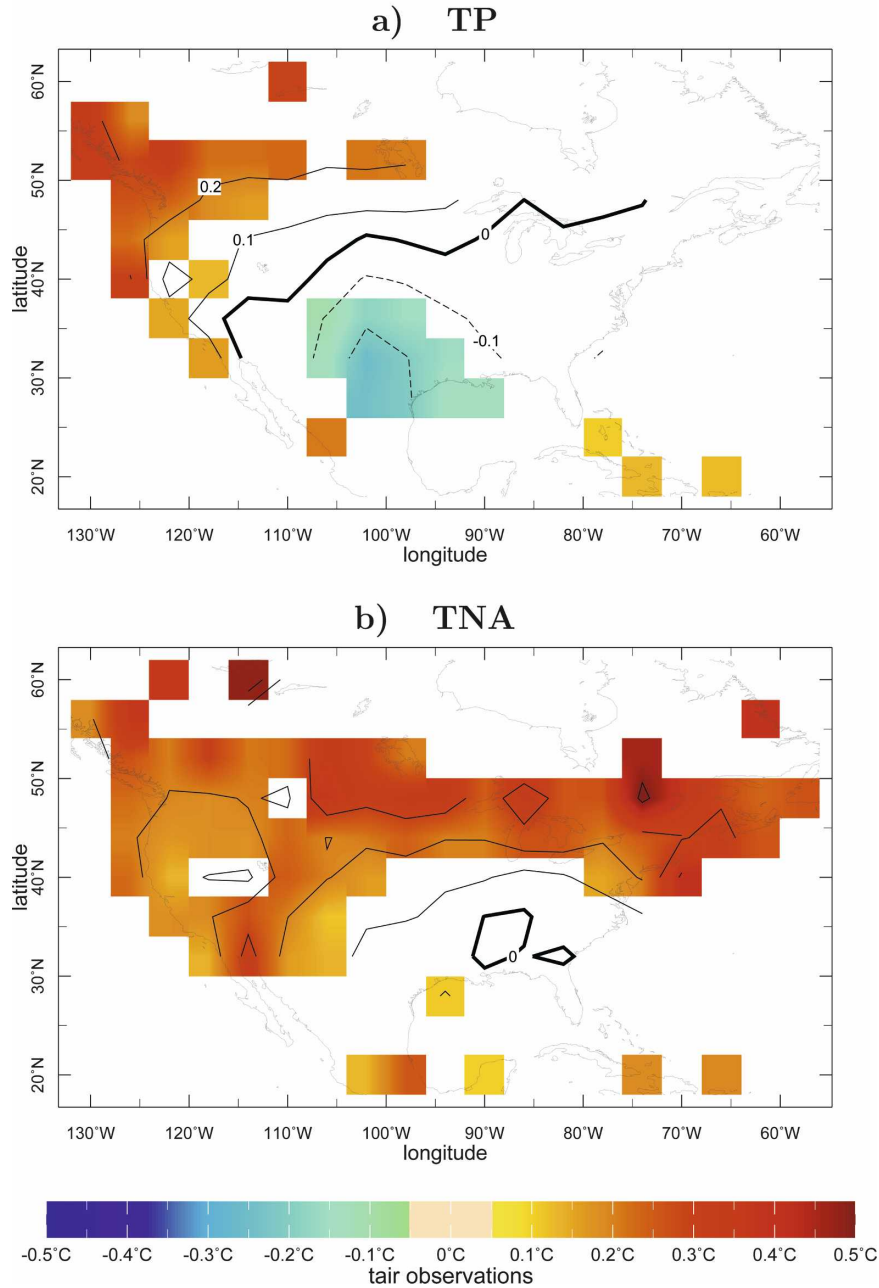 a) TP
60°N
50°N
40°N
30°N
20°N
latitude
0.2
0.1
0
-0.1
130°W 120°W 110°W 100°W 90°W 80°W 70°W 60°W
longitude
b) TNA
60°N
50°N
40°N
30°N
20°N
latitude
0
130°W 120°W 110°W 100°W 90°W 80°W 70°W 60°W
longitude
-0.5°C -0.4°C -0.3°C -0.2°C -0.1°C 0°C 0.1°C 0.2°C 0.3°C 0.4°C 0.5°C
tair observations